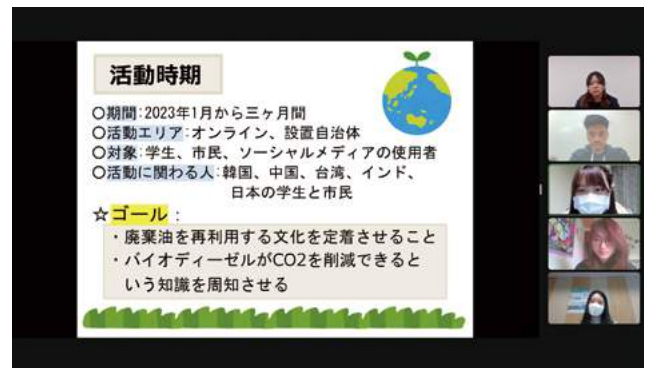 活動時期
○期間:2023年1月から三ヶ月間
○活動エリア:オンライン、設置自治体
○対象:学生、市民、ソーシャルメディアの使用者
○活動に関わる人:韓国、中国、台湾、インド、
日本の学生と市民
☆ゴール:
・廃棄油を再利用する文化を定着させること
・バイオディーゼルがCO2を削減できると
いう知識を周知させる